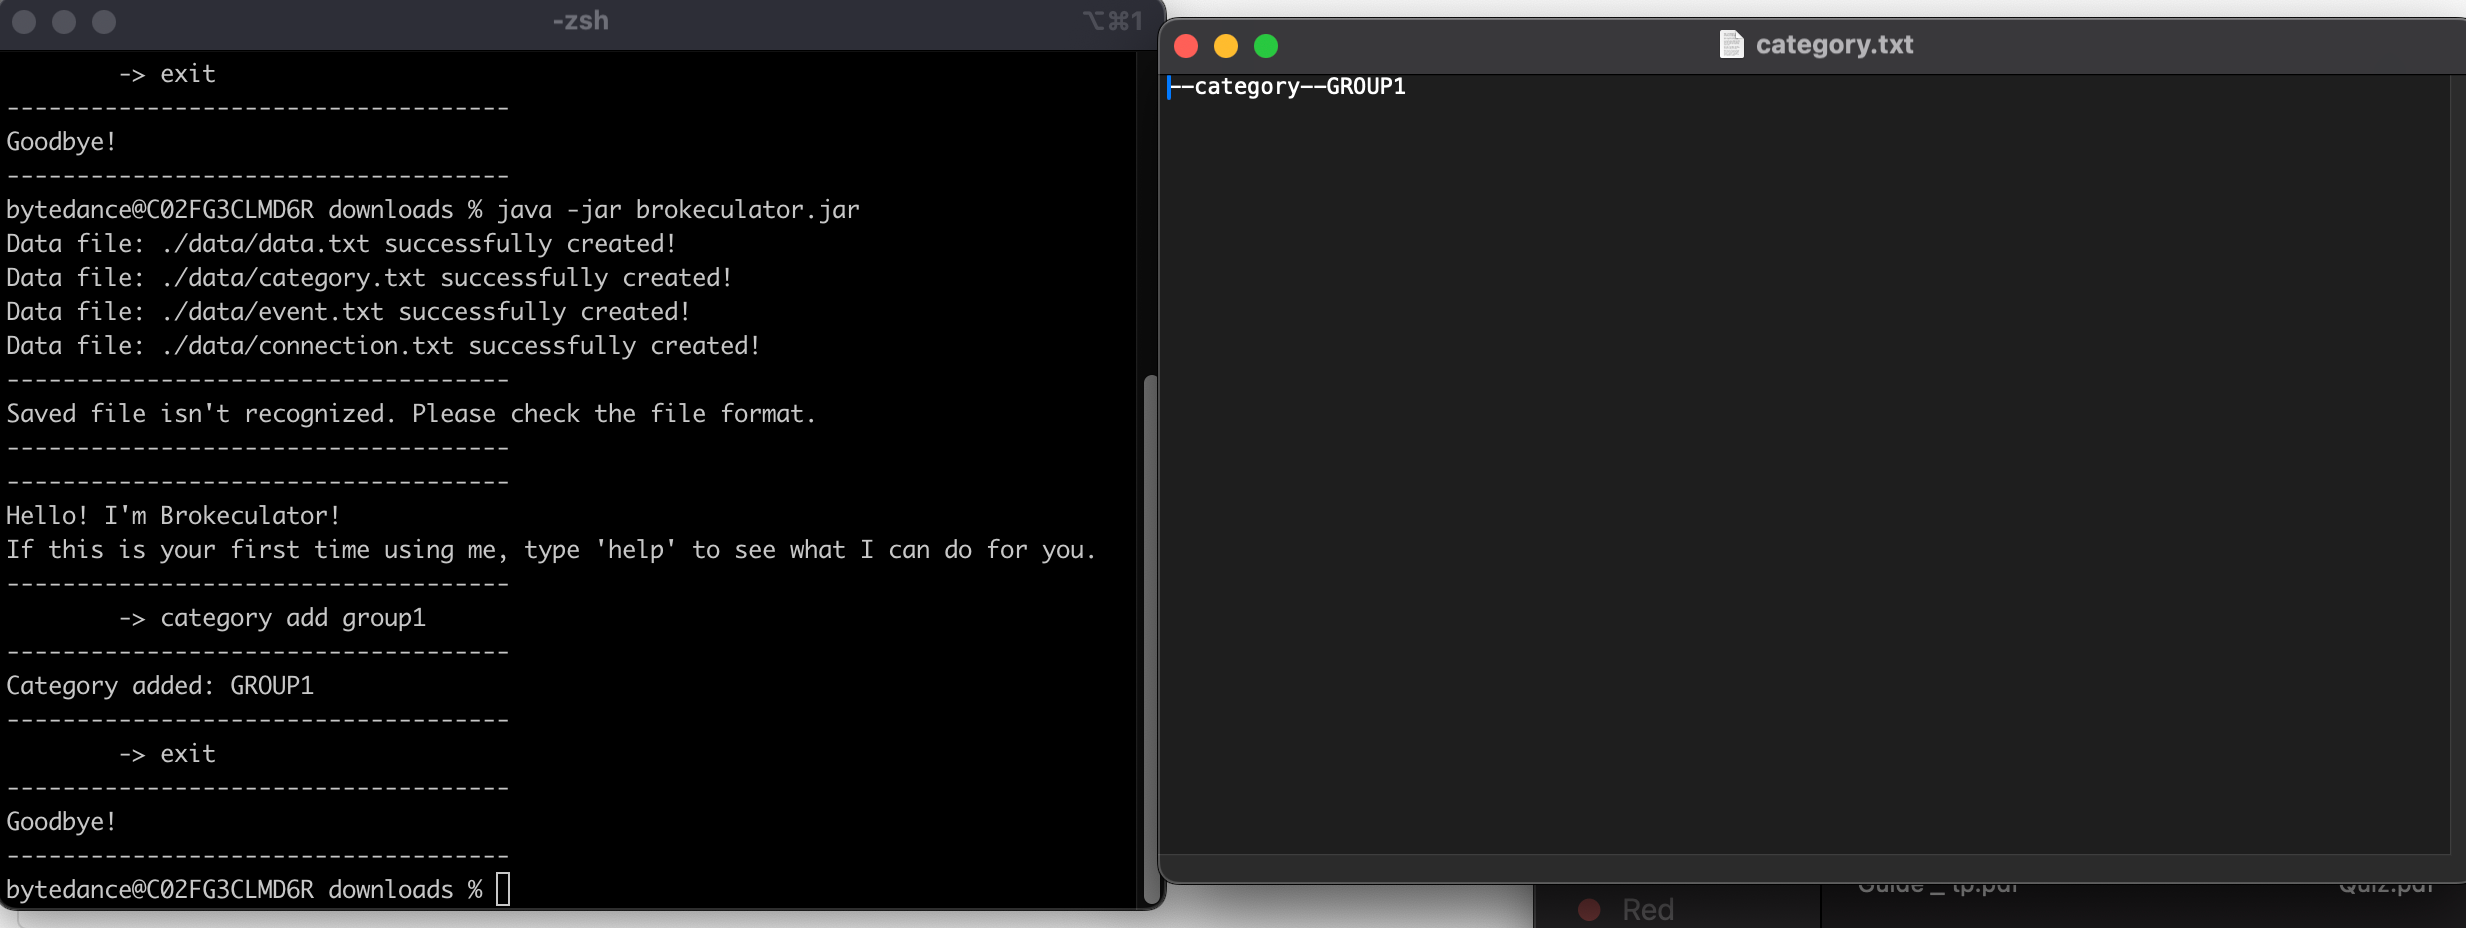 -zsh
⌥⌘1
-> exit
------------------------------------
Goodbye!
------------------------------------
bytedance@C02FG3CLMD6R downloads % java -jar brokeculator.jar
Data file: ./data/data.txt successfully created!
Data file: ./data/category.txt successfully created!
Data file: ./data/event.txt successfully created!
Data file: ./data/connection.txt successfully created!
------------------------------------
Saved file isn't recognized. Please check the file format.
------------------------------------
------------------------------------
Hello! I'm Brokeculator!
If this is your first time using me, type 'help' to see what I can do for you.
------------------------------------
-> category add group1
------------------------------------
Category added: GROUP1
------------------------------------
-> exit
------------------------------------
Goodbye!
------------------------------------
bytedance@C02FG3CLMD6R downloads %
category.txt
--category--GROUP1
Guide _ tp.pdf
Quiz.pdf
Red